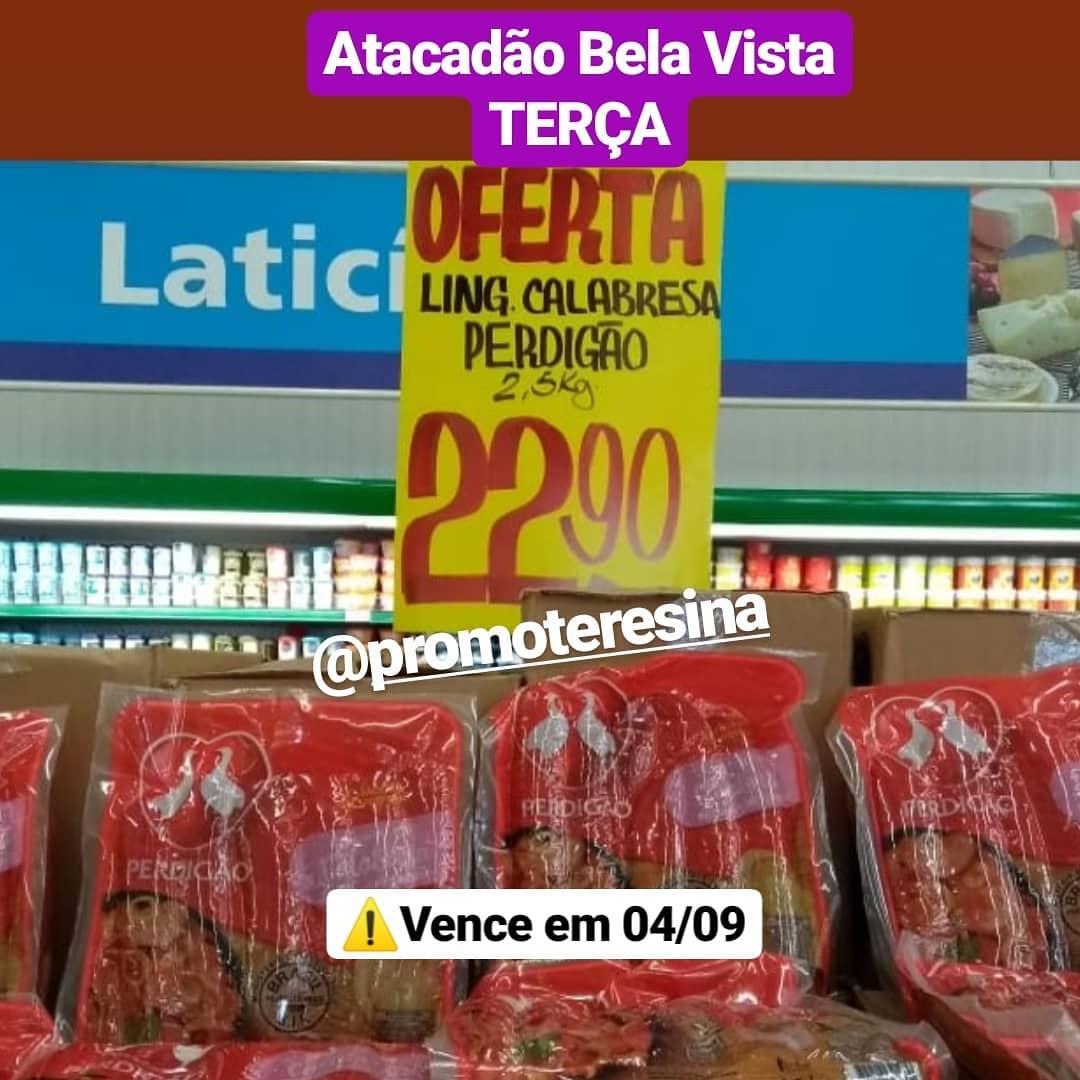 Atacadão Bela Vista
TERÇA
OFERTA
Laticí
LING. CALABRESA
PERDIGÃO
2,5kg.
22,90
@promoteresina
PERDIGÃO
PERDIGÃO
PERDIGÃO
⚠️Vence em 04/09
BRASIL